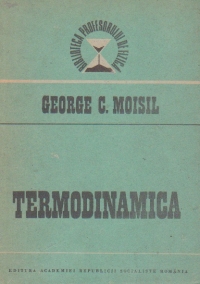 BIBLIOTECA PROFESORULUI DE FIZICĂ
GEORGE C. MOISIL
TERMODINAMICA
EDITURA ACADEMIEI REPUBLICII SOCIALISTE ROMÂNIA